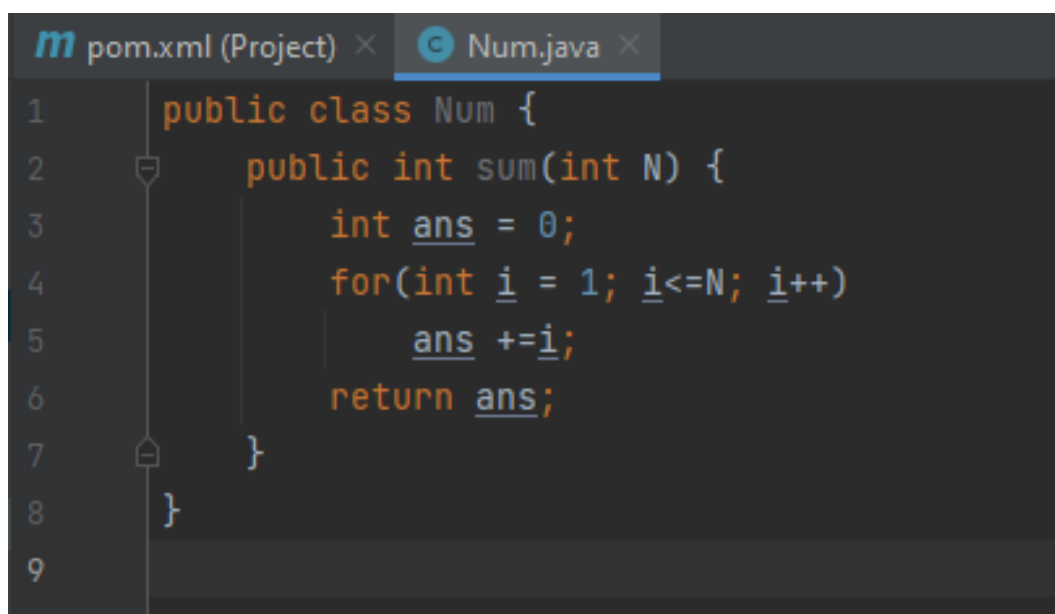 m pom.xml (Project) × C Num.java ×
1 public class Num {
2     public int sum(int N) {
3         int ans = 0;
4         for(int i = 1; i<=N; i++)
5             ans +=i;
6         return ans;
7     }
8 }
9